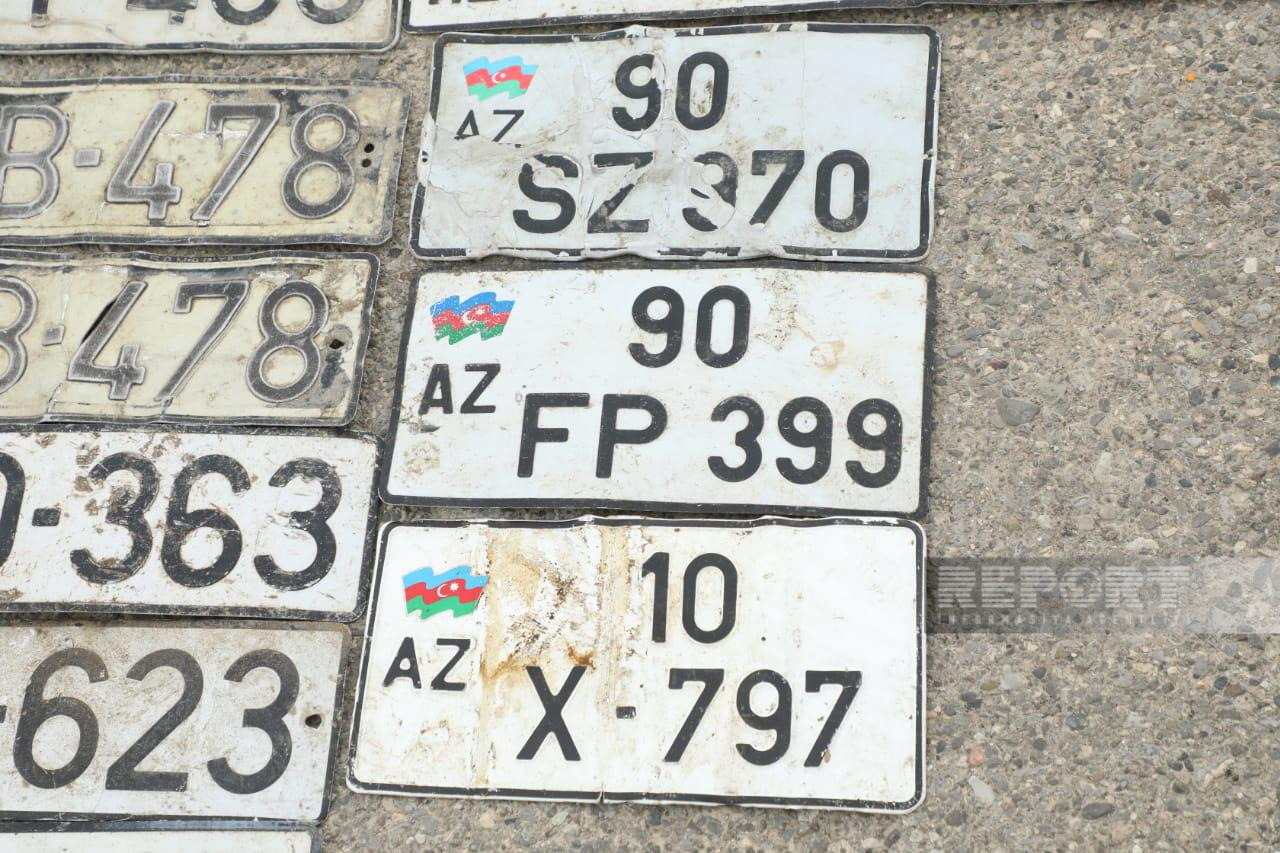 B-478
90
AZ
SZ 370
-478
90
AZ
FP 399
-363
10
AZ
X-797
-623
REPORT